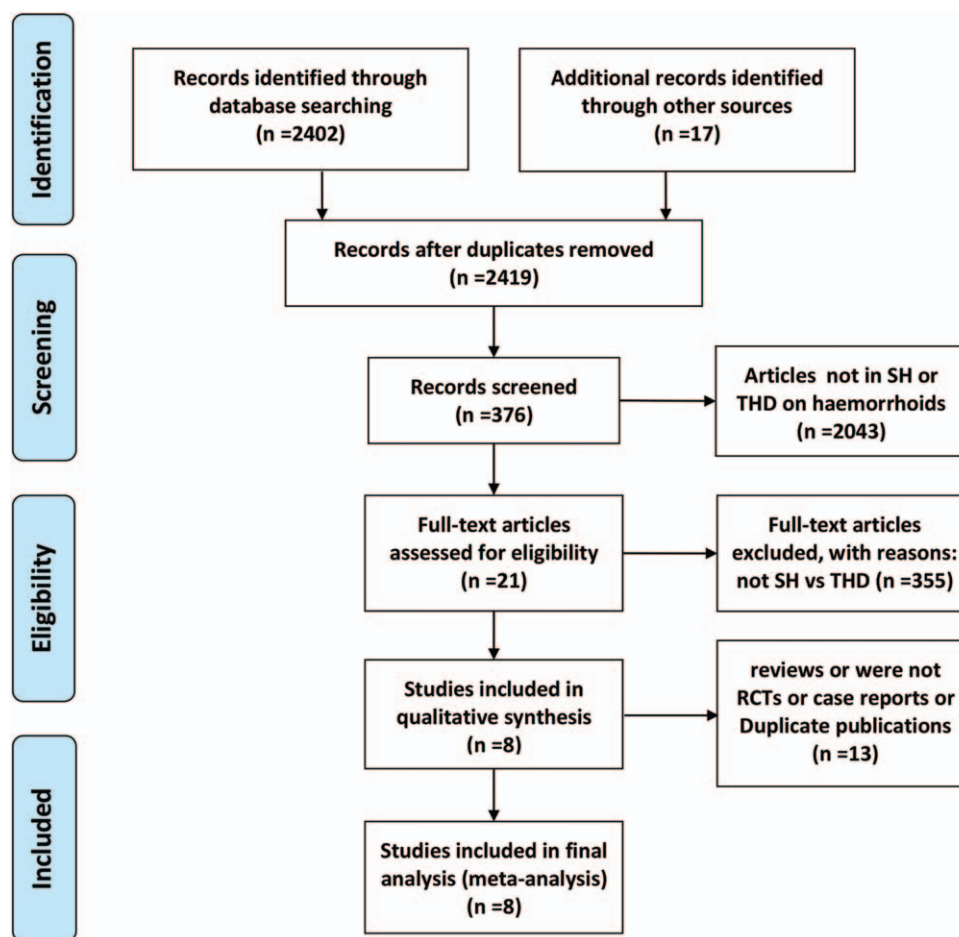 Identification
Records identified through
database searching
(n =2402)
Additional records identified
through other sources
(n =17)
Records after duplicates removed
(n =2419)
Screening
Records screened
(n =376)
Articles not in SH or
THD on haemorrhoids
(n =2043)
Eligibility
Full-text articles
assessed for eligibility
(n =21)
Full-text articles
excluded, with reasons:
not SH vs THD (n =355)
Studies included in
qualitative synthesis
(n =8)
reviews or were not
RCTs or case reports or
Duplicate publications
(n =13)
Included
Studies included in final
analysis (meta-analysis)
(n =8)